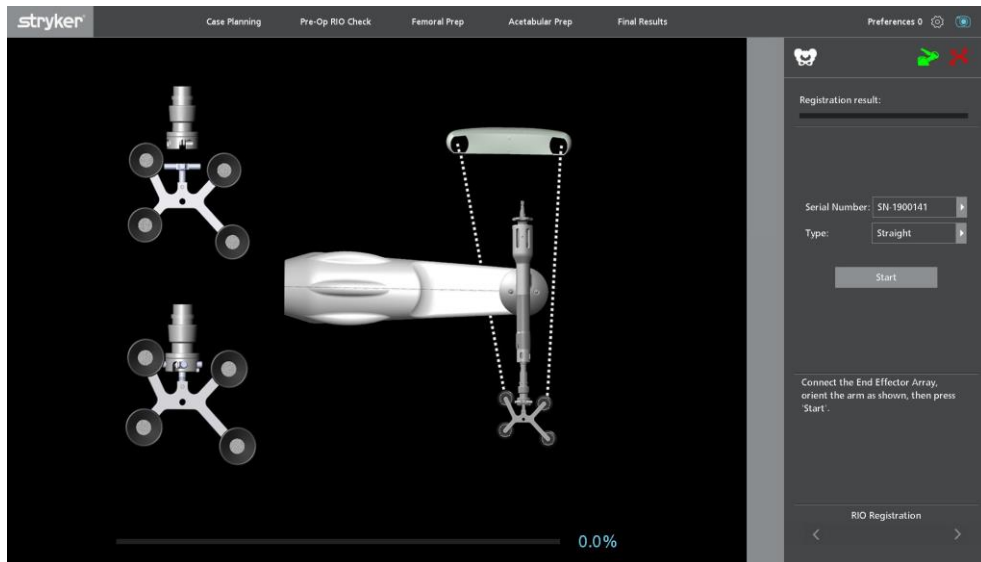 stryker
Case Planning
Pre-Op RIO Check
Femoral Prep
Acetabular Prep
Final Results
Preferences 0
Registration result:
Serial Number: SN-1900141
Type: Straight
Start
Connect the End Effector Array,
orient the arm as shown, then press
'Start'.
0.0%
RIO Registration